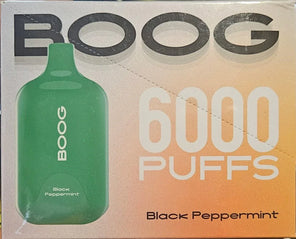 BOOG
6000
PUFFS
BOOG
Black
Peppermint
Black Peppermint